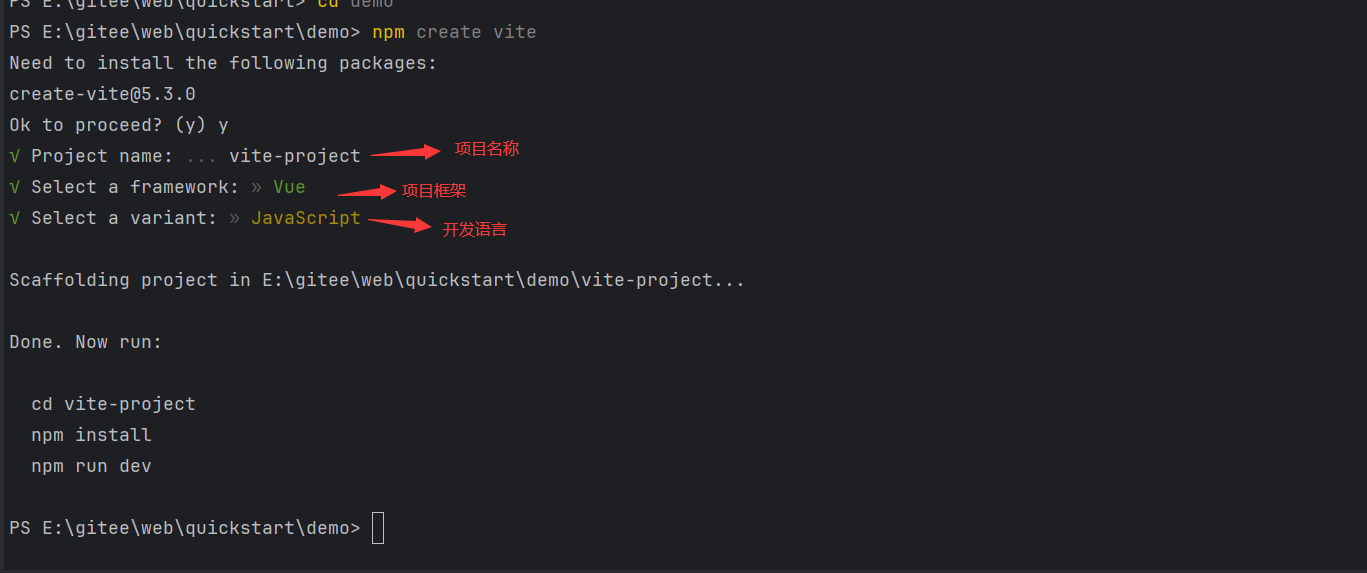 PS E:\gitee\web\quickstart> cd demo
PS E:\gitee\web\quickstart\demo> npm create vite
Need to install the following packages:
create-vite@5.3.0
Ok to proceed? (y) y
√ Project name: ... vite-project 项目名称
√ Select a framework: » Vue 项目框架
√ Select a variant: » JavaScript 开发语言
Scaffolding project in E:\gitee\web\quickstart\demo\vite-project...
Done. Now run:
cd vite-project
npm install
npm run dev
PS E:\gitee\web\quickstart\demo>